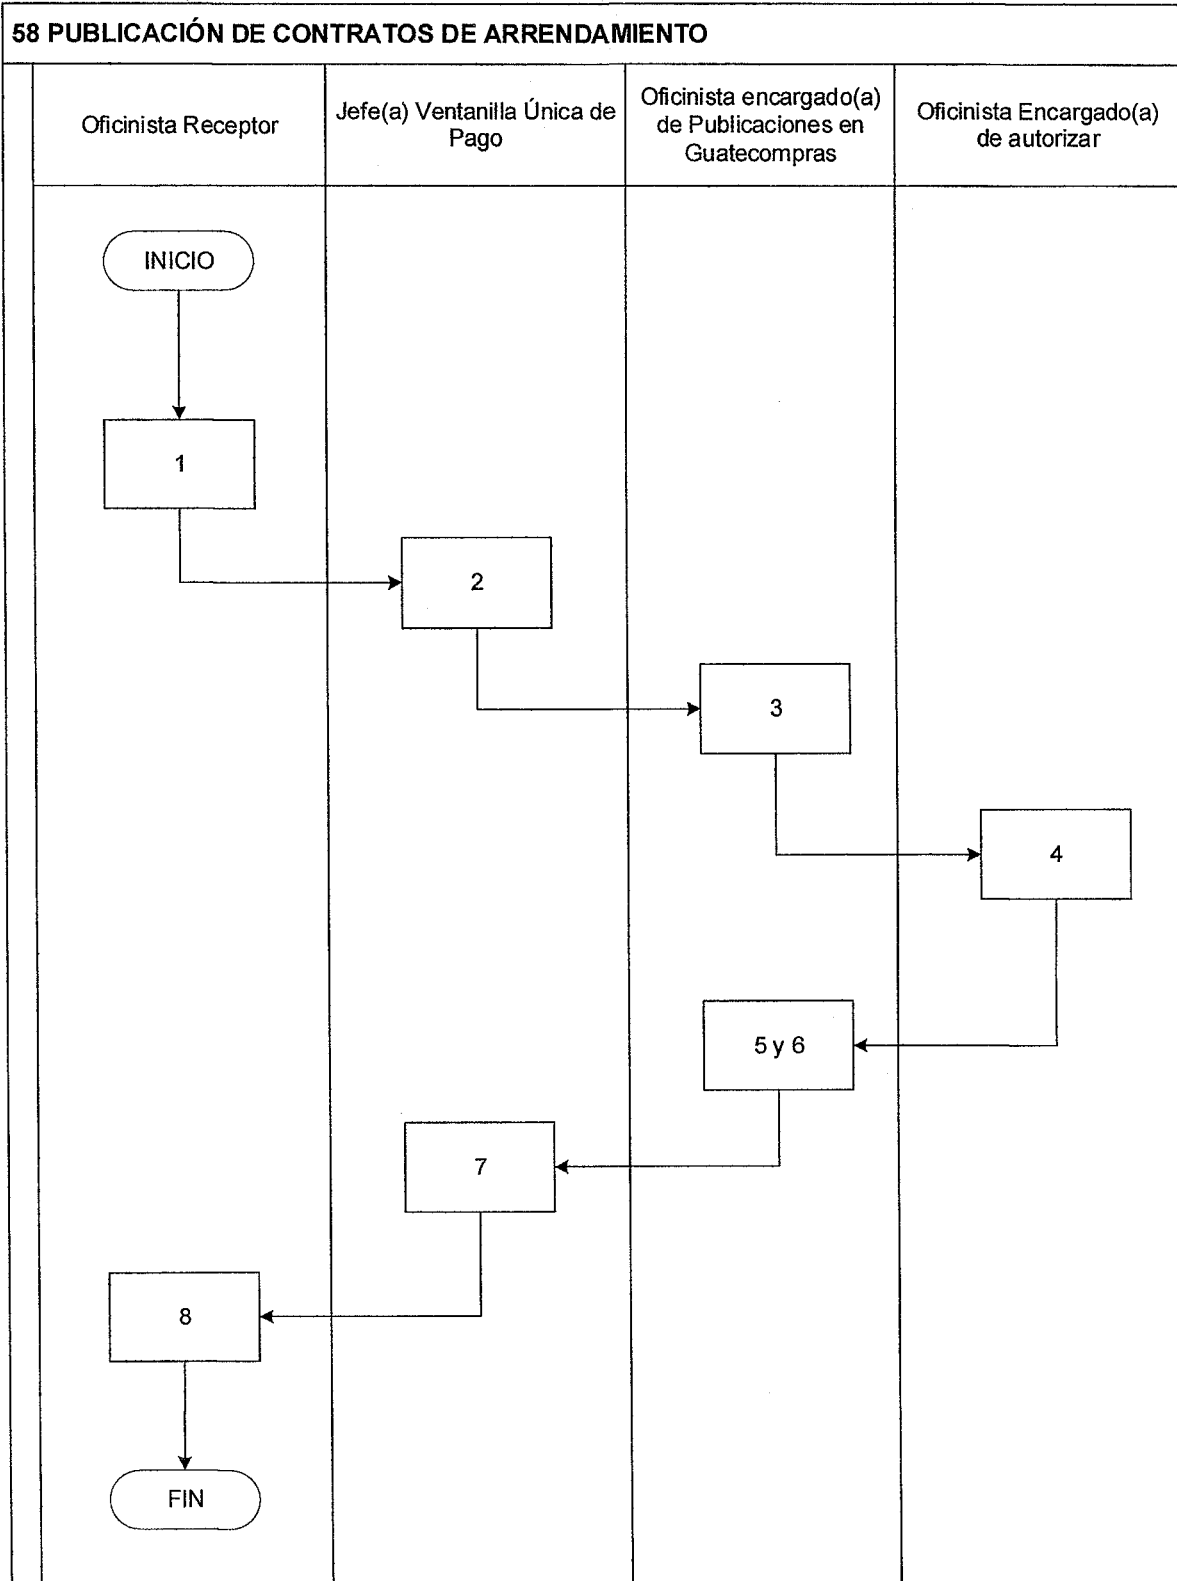 58 PUBLICACIÓN DE CONTRATOS DE ARRENDAMIENTO
Oficinista Receptor
Jefe(a) Ventanilla Única de
Pago
Oficinista encargado(a)
de Publicaciones en
Guatecompras
Oficinista Encargado(a)
de autorizar
INICIO
1
2
3
4
5 y 6
7
8
FIN